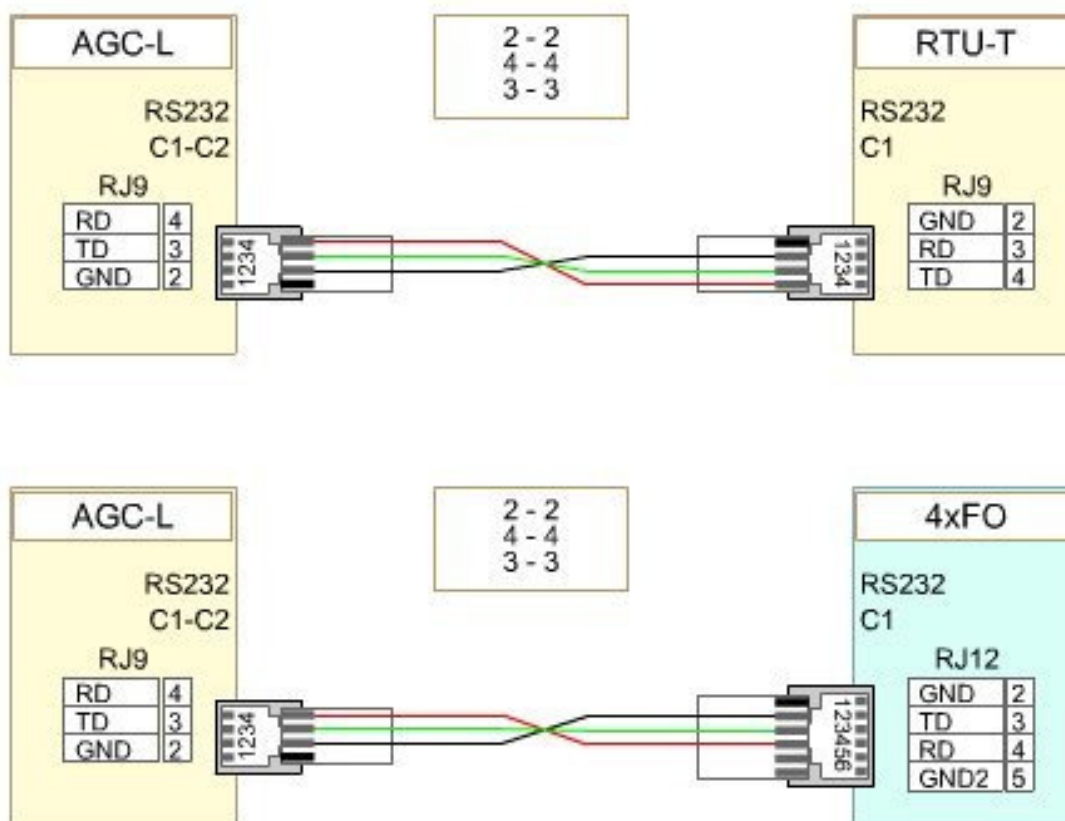 AGC-L
2 - 2
4 - 4
3 - 3
RTU-T
RS232
C1-C2
RS232
C1
RJ9
RD 4
TD 3
GND 2
1234
1234
RJ9
GND 2
RD 3
TD 4
AGC-L
2 - 2
4 - 4
3 - 3
4xFO
RS232
C1-C2
RS232
C1
RJ9
RD 4
TD 3
GND 2
1234
123456
RJ12
GND 2
TD 3
RD 4
GND2 5